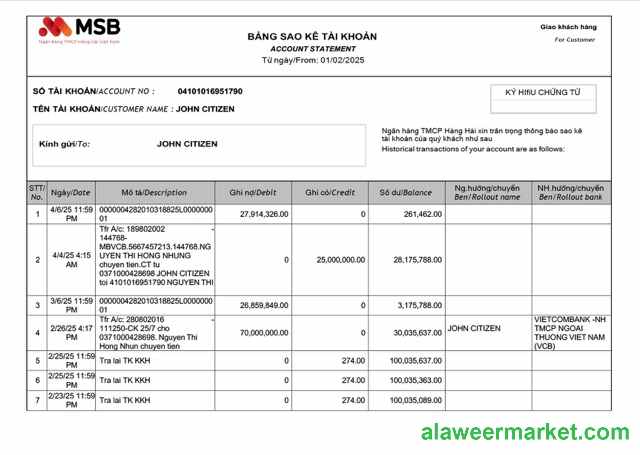 MSB
Ngân hàng TMCP Hàng Hải Việt Nam
BẢNG SAO KÊ TÀI KHOẢN
ACCOUNT STATEMENT
Từ ngày/From: 01/02/2025
Giao khách hàng
For Customer
SỐ TÀI KHOẢN/ACCOUNT NO : 04101016951790
TÊN TÀI KHOẢN/CUSTOMER NAME : JOHN CITIZEN
KÝ HIỆU CHỨNG TỪ
Kính gửi/To: JOHN CITIZEN
Ngân hàng TMCP Hàng Hải xin trân trọng thông báo sao kê
tài khoản của quý khách như sau
Historical transactions of your account are as follows:
STT/ No. Ngày/Date Mô tả/Description Ghi nợ/Debit Ghi có/Credit Số dư/Balance Ng.hưởng/chuyển Ben/Rollout name NH.hưởng/chuyển Ben/Rollout bank
1 4/6/25 11:59 PM 0000004282010318825L0000000 01 27,914,326.00 0 261,462.00
2 4/4/25 4:15 AM
Tfr A/c: 189802002 -
144768-
MBVCB.5667457213.144768.NG
UYEN THI HONG NHUNG
chuyen tien.CT tu
0371000428698 JOHN CITIZEN
toi 4101016951790 NGUYEN THI
0 25,000,000.00 28,175,788.00
3 3/6/25 11:59 PM 0000004282010318825L0000000 01 26,859,849.00 0 3,175,788.00
4 2/26/25 4:17 PM
Tfr A/c: 280802016 -
111250-CK 25/7 cho
0371000428698. Nguyen Thi
Hong Nhun chuyen tien
70,000,000.00 0 30,035,637.00 JOHN CITIZEN
VIETCOMBANK -NH
TMCP NGOAI
THUONG VIET NAM
(VCB)
5 2/25/25 11:59 PM Tra lai TK KKH 0 274.00 100,035,637.00
6 2/25/25 11:59 PM Tra lai TK KKH 0 274.00 100,035,363.00
7 2/23/25 11:59 PM Tra lai TK KKH 0 274.00 100,035,089.00
alaweermarket.com